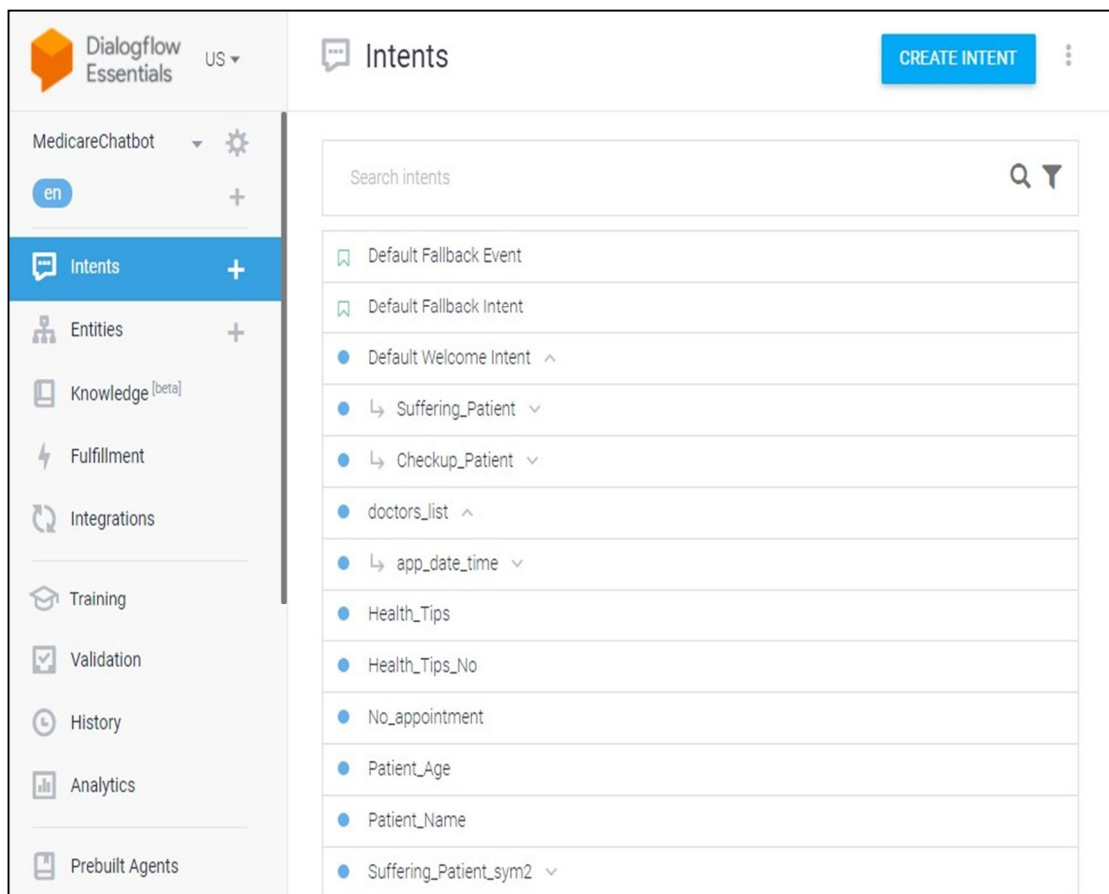 Dialogflow
Essentials
US
Intents
CREATE INTENT
MedicareChatbot
en
Search intents
Intents
Entities
Knowledge [beta]
Fulfillment
Integrations
Training
Validation
History
Analytics
Prebuilt Agents
Default Fallback Event
Default Fallback Intent
Default Welcome Intent
Suffering_Patient
Checkup_Patient
doctors_list
app_date_time
Health_Tips
Health_Tips_No
No_appointment
Patient_Age
Patient_Name
Suffering_Patient_sym2